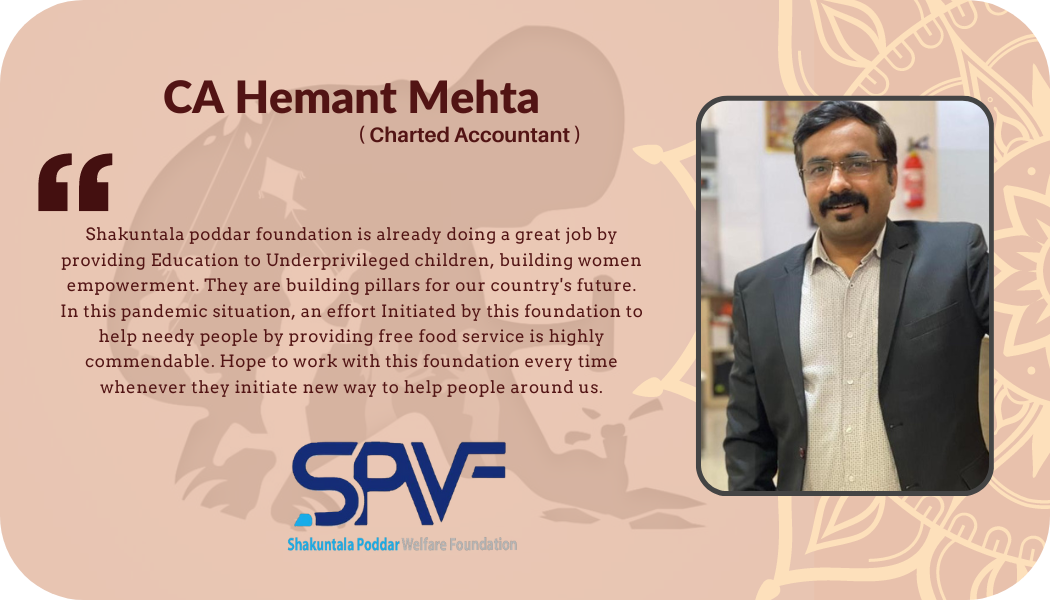 CA Hemant Mehta
( Charted Accountant )
“
Shakuntala poddar foundation is already doing a great job by
providing Education to Underprivileged children, building women
empowerment. They are building pillars for our country's future.
In this pandemic situation, an effort Initiated by this foundation to
help needy people by providing free food service is highly
commendable. Hope to work with this foundation every time
whenever they initiate new way to help people around us.
SPWF
Shakuntala Poddar Welfare Foundation